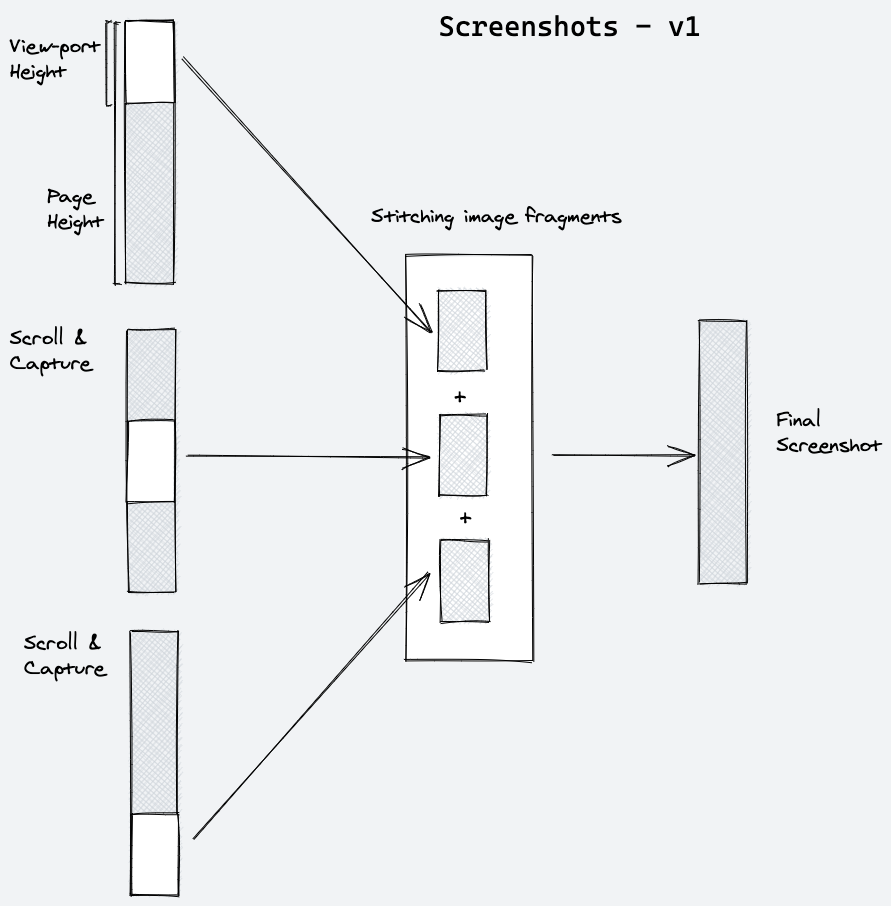 Screenshots – v1
View-port
Height
Page
Height
Stitching image fragments
Scroll &
Capture
+
+
Final
Screenshot
Scroll &
Capture